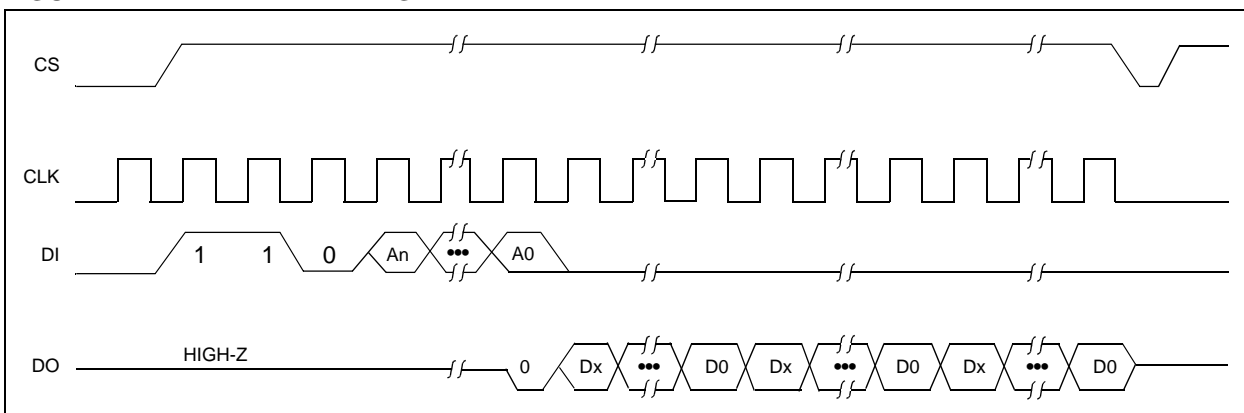 CS
CLK
DI 1 1 0 An ••• A0
HIGH-Z
DO 0 Dx ••• D0 Dx ••• D0 Dx ••• D0